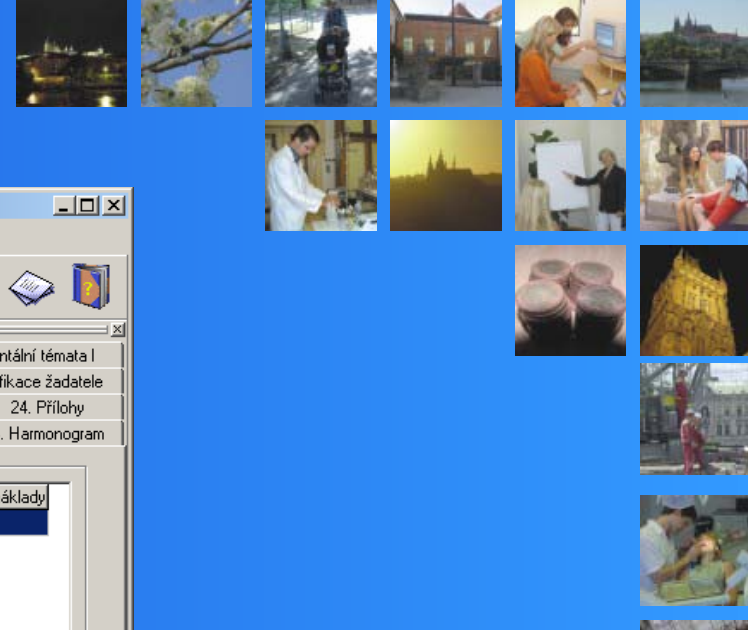 ntální témata I
fikace žadatele
24. Přílohy
. Harmonogram
áklady